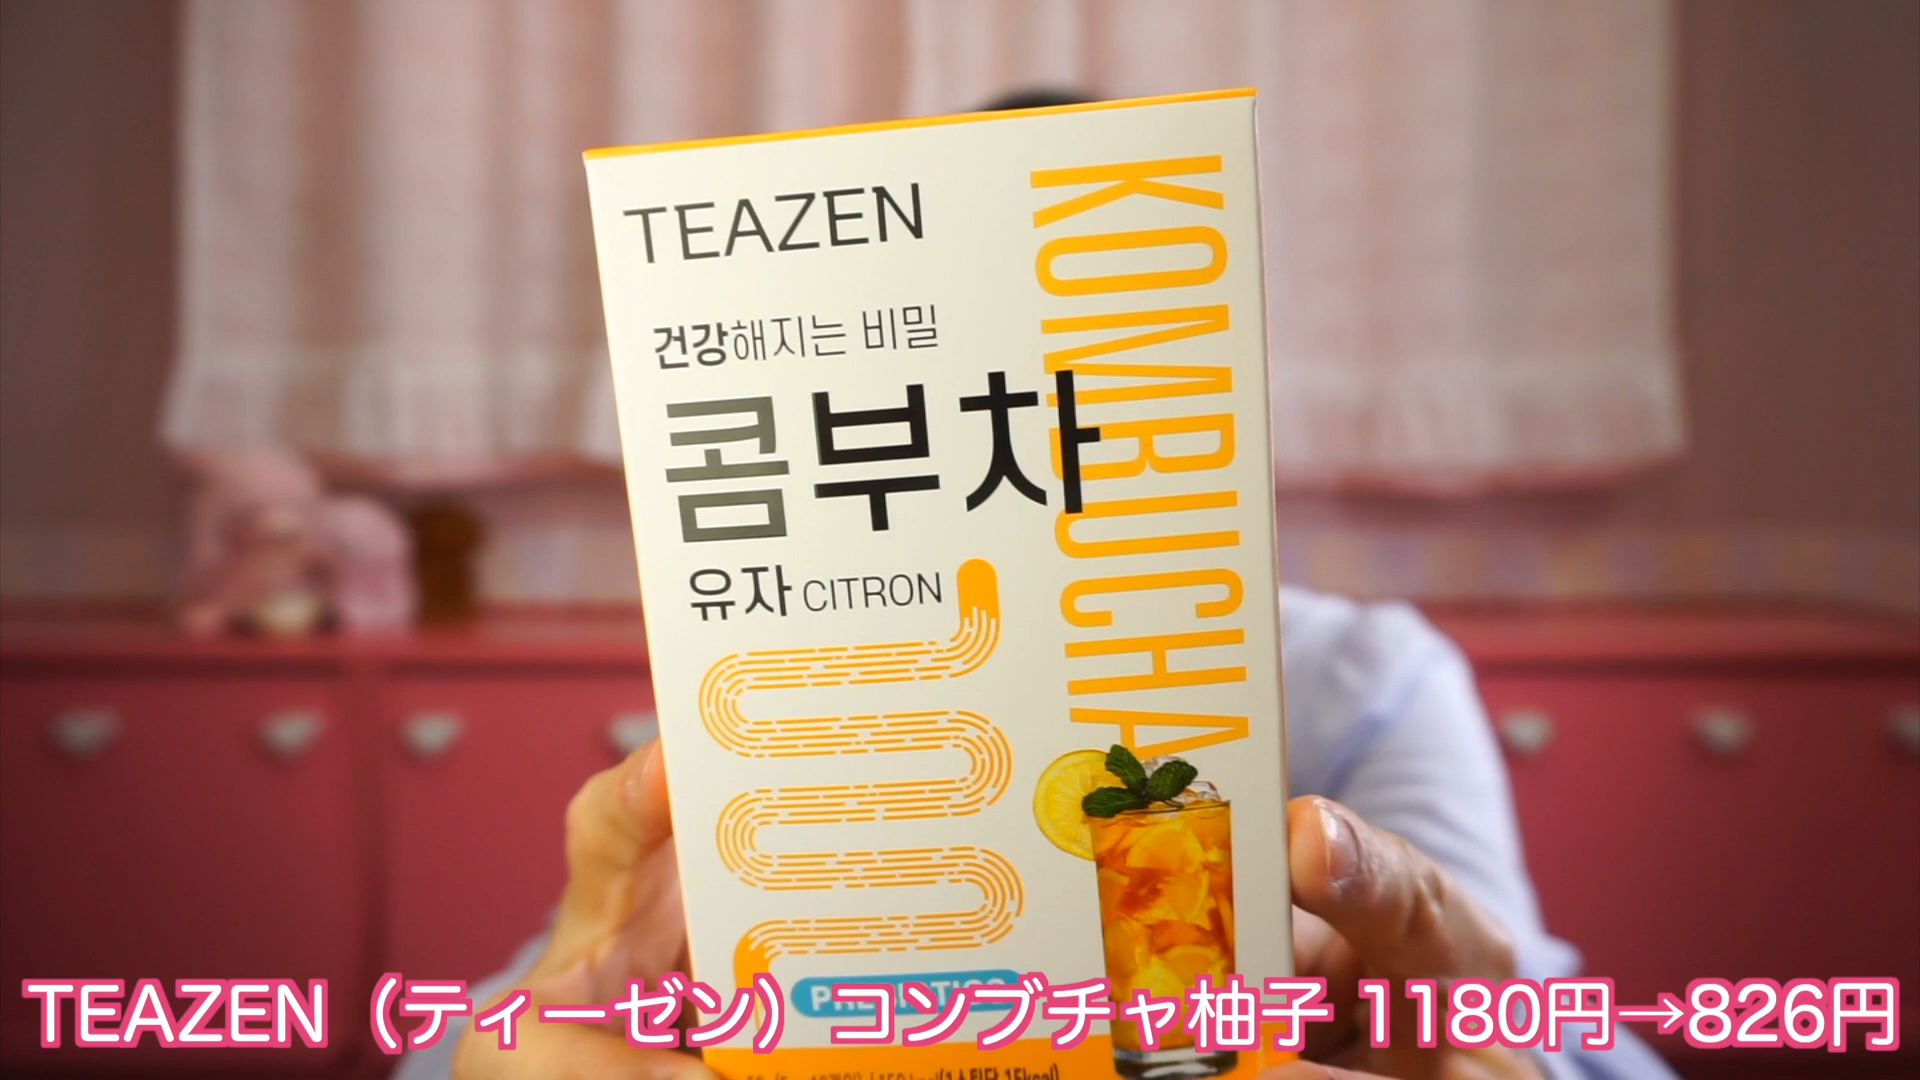 TEAZEN
건강해지는 비밀
콤부차
유자 CITRON
KOMBUCHA
TEAZEN（ティーゼン）コンブチャ柚子 1180円→826円